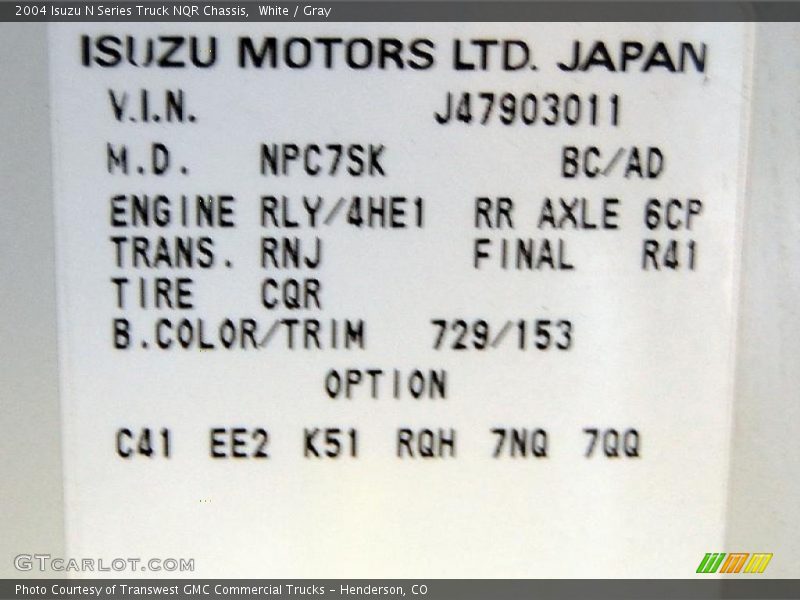 2004 Isuzu N Series Truck NQR Chassis,  White / Gray
ISUZU MOTORS LTD. JAPAN
V.I.N. J47903011
M.D. NPC7SK BC/AD
ENGINE RLY/4HE1 RR AXLE 6CP
TRANS. RNJ FINAL R41
TIRE CQR
B.COLOR/TRIM 729/153
OPTION
C41 EE2 K51 RQH 7NQ 7QQ
GTCARLOT.COM
Photo Courtesy of Transwest GMC Commercial Trucks - Henderson, CO